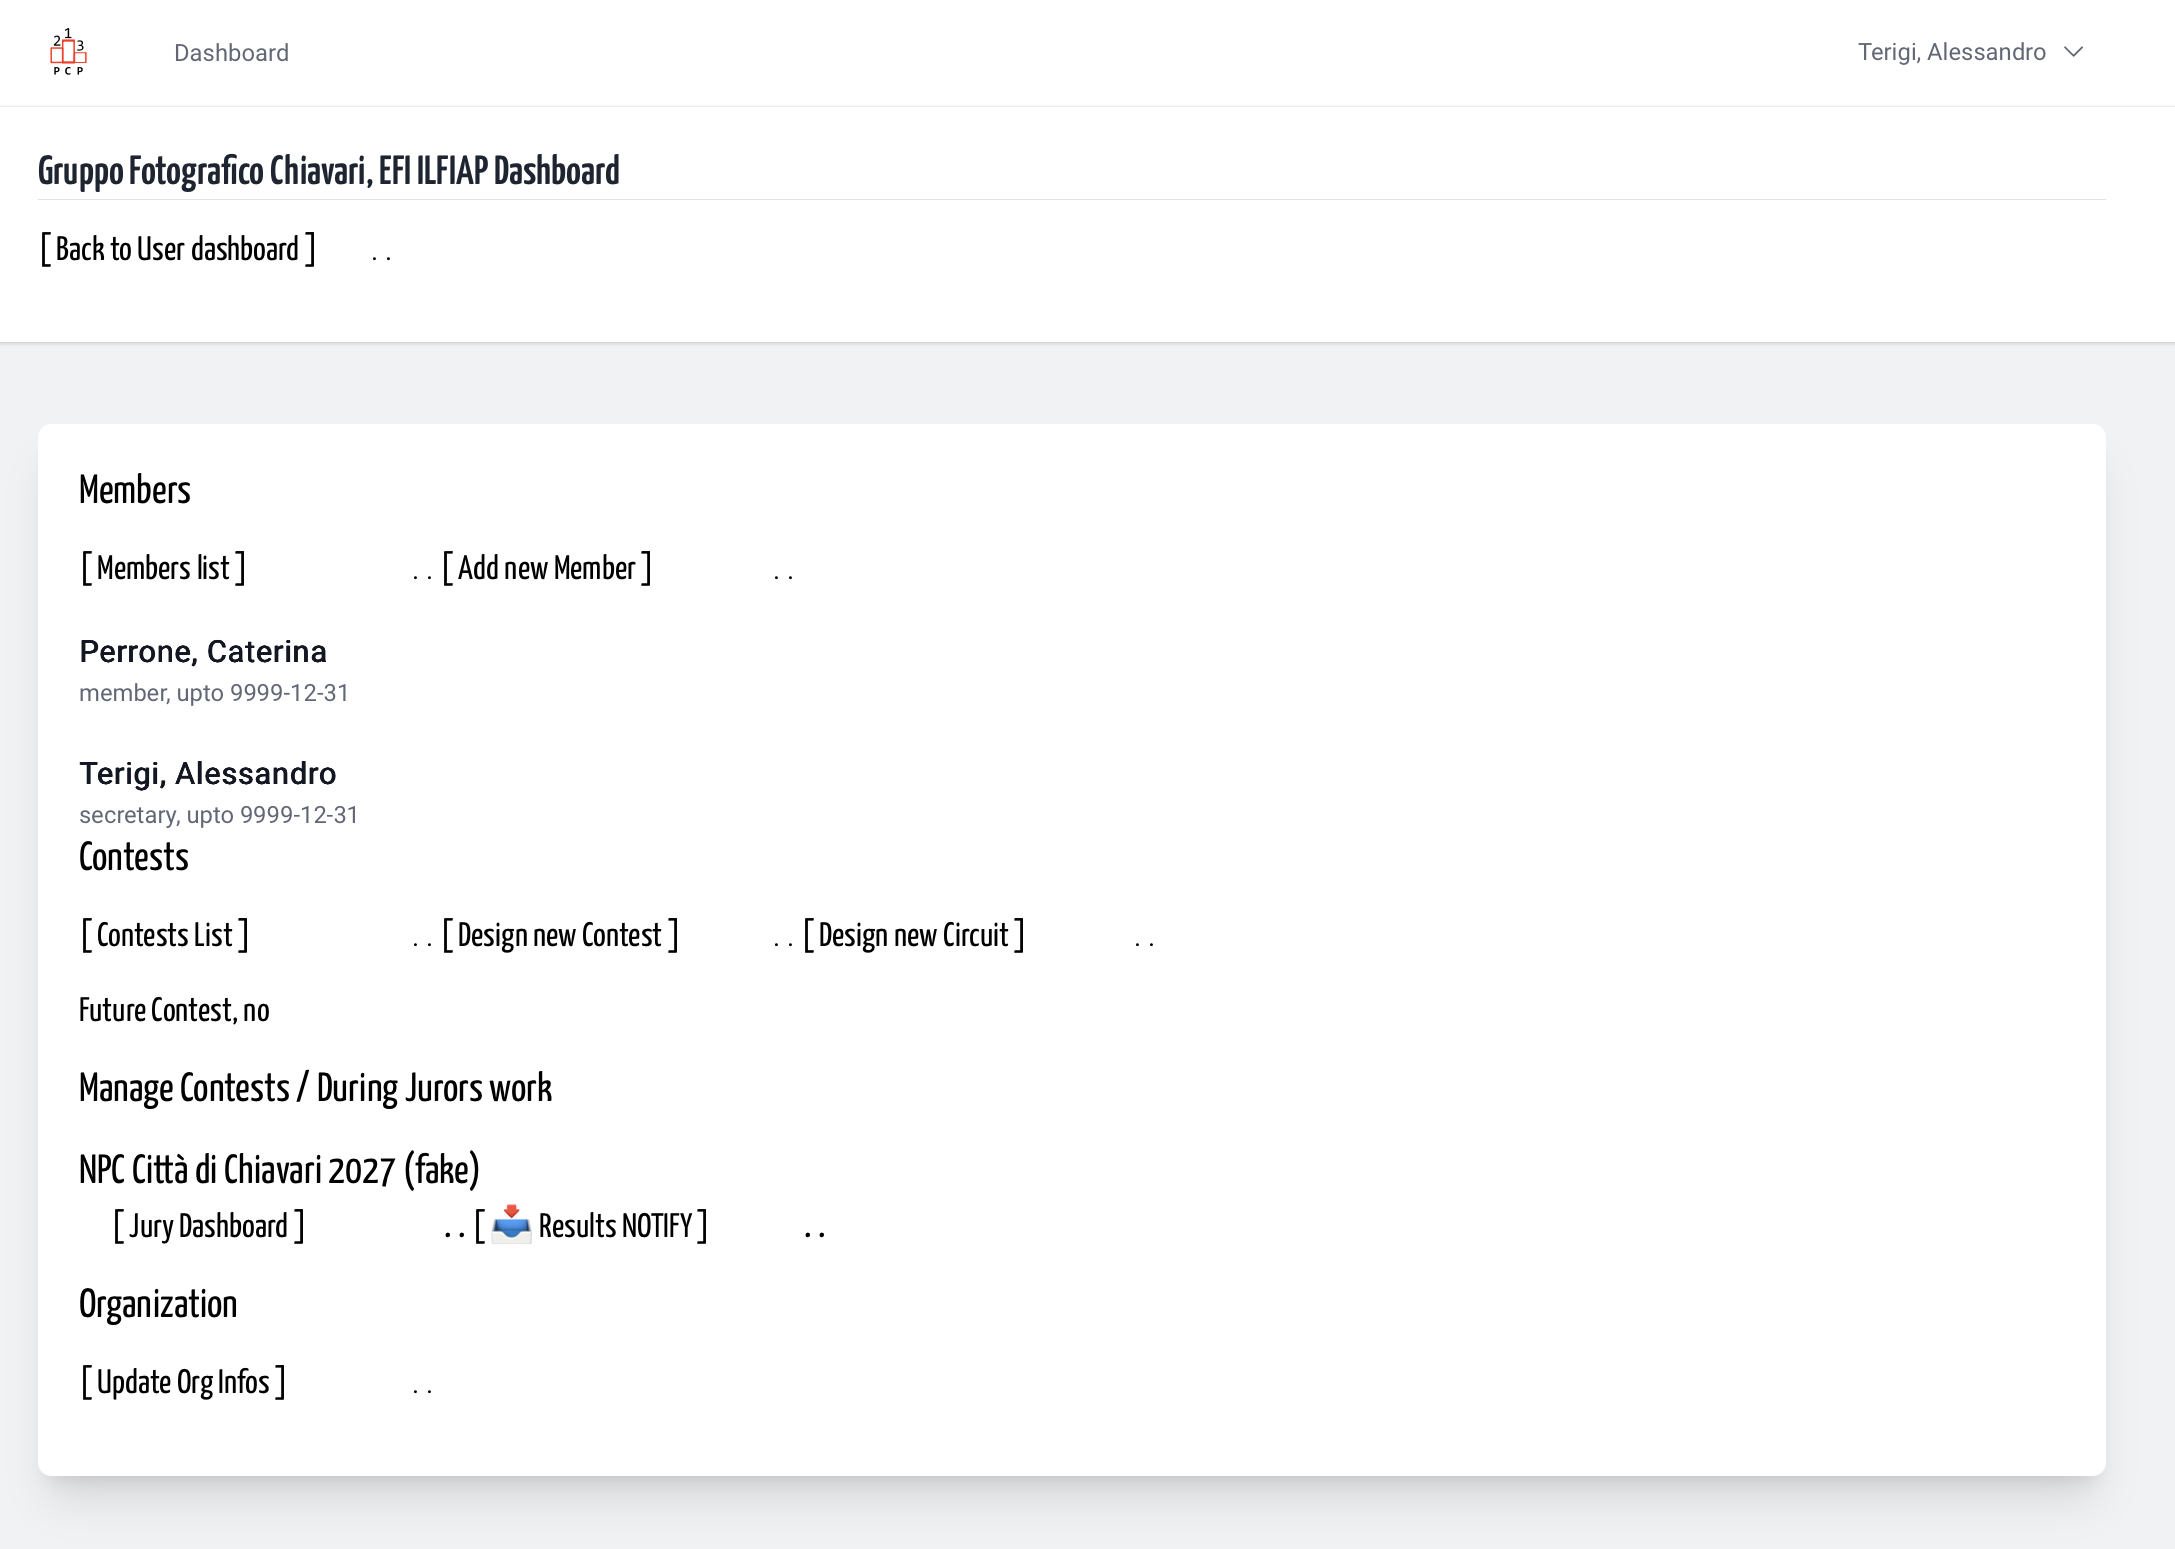 2 1 3
P C P
Dashboard
Terigi, Alessandro
Gruppo Fotografico Chiavari, EFI ILFIAP Dashboard
[ Back to User dashboard ] . .
Members
[ Members list ] . . [ Add new Member ] . .
Perrone, Caterina
member, upto 9999-12-31
Terigi, Alessandro
secretary, upto 9999-12-31
Contests
[ Contests List ] . . [ Design new Contest ] . . [ Design new Circuit ] . .
Future Contest, no
Manage Contests / During Jurors work
NPC Città di Chiavari 2027 (fake)
[ Jury Dashboard ] . . [ 📥 Results NOTIFY ] . .
Organization
[ Update Org Infos ] . .